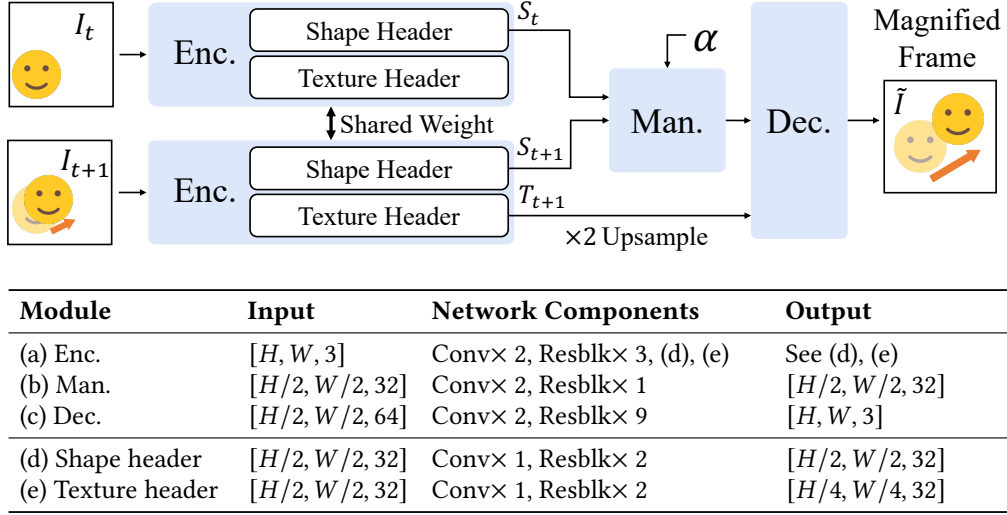 I_t
Enc.
Shape Header
Texture Header
S_t
α
Magnified
Frame
Ĩ
Man.
Dec.
Shared Weight
I_{t+1}
Enc.
Shape Header
Texture Header
S_{t+1}
T_{t+1}
×2 Upsample
Module Input Network Components Output
(a) Enc. [H, W, 3] Conv× 2, Resblk× 3, (d), (e) See (d), (e)
(b) Man. [H/2, W/2, 32] Conv× 2, Resblk× 1 [H/2, W/2, 32]
(c) Dec. [H/2, W/2, 64] Conv× 2, Resblk× 9 [H, W, 3]
(d) Shape header [H/2, W/2, 32] Conv× 1, Resblk× 2 [H/2, W/2, 32]
(e) Texture header [H/2, W/2, 32] Conv× 1, Resblk× 2 [H/4, W/4, 32]